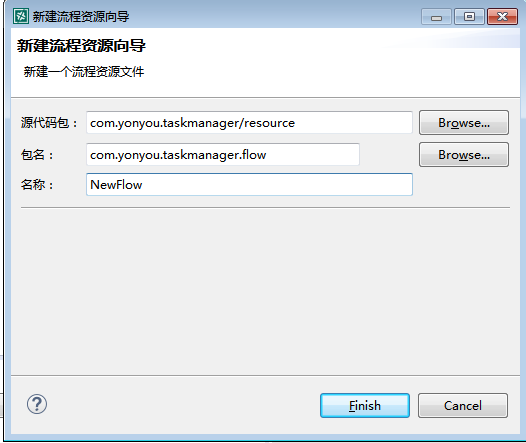 新建流程资源向导
新建流程资源向导
新建一个流程资源文件
源代码包： com.yonyou.taskmanager/resource Browse...
包名： com.yonyou.taskmanager.flow Browse...
名称： NewFlow
? Finish Cancel